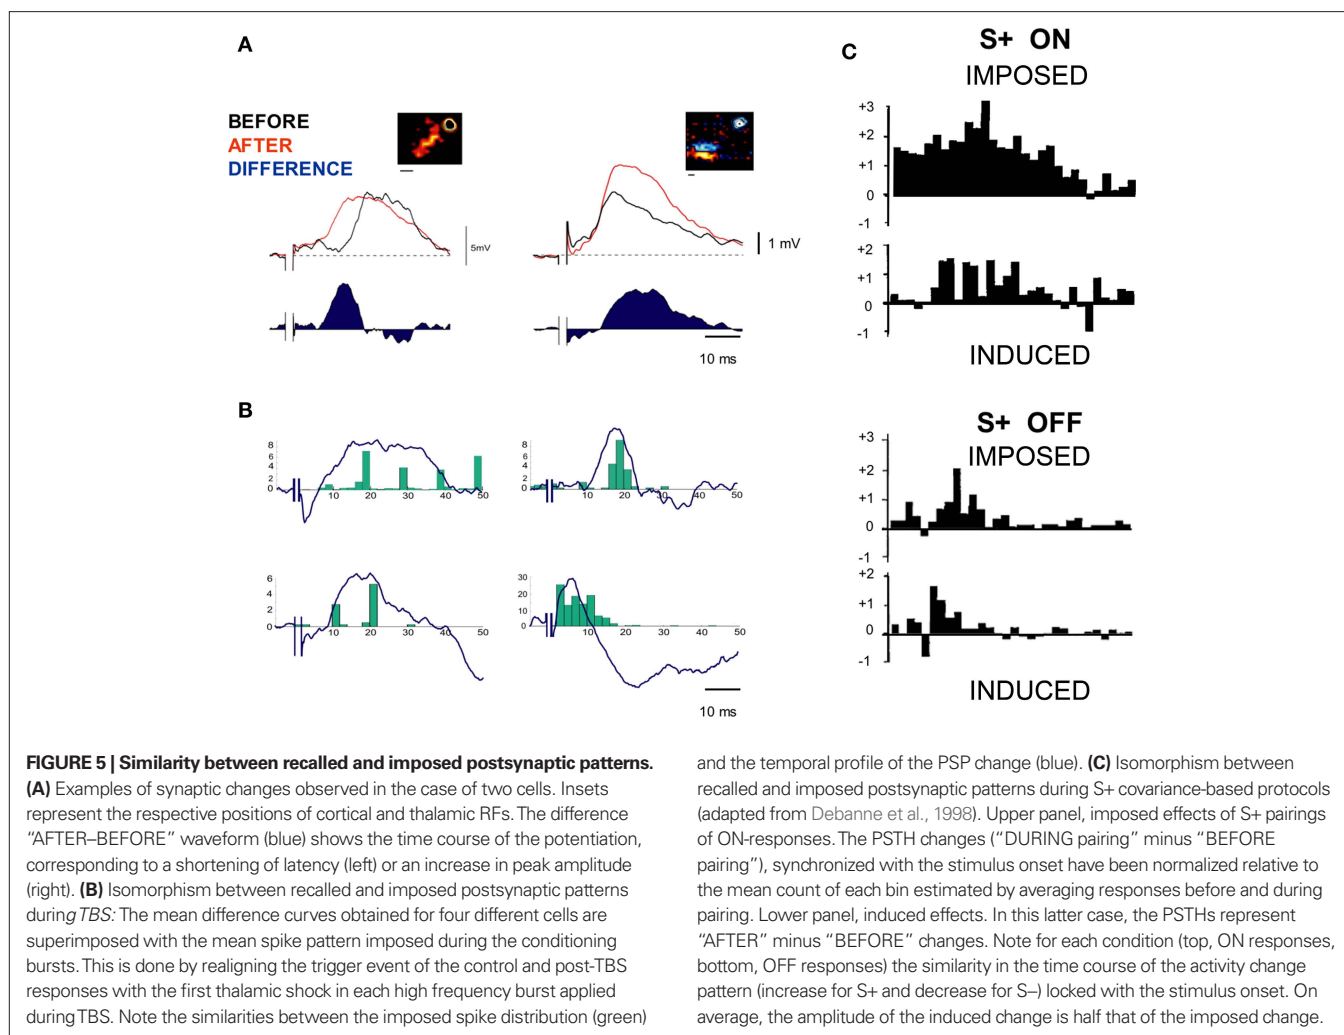 A
BEFORE
AFTER
DIFFERENCE
5mV
1 mV
10 ms
B
8
6
4
2
0
10
20
30
40
50
8
6
4
2
0
10
20
30
40
50
6
4
2
0
10
20
30
40
50
30
20
10
0
10
20
30
40
50
10 ms
C
S+ ON
IMPOSED
+3
+2
+1
0
-1
+2
+1
0
-1
INDUCED
S+ OFF
IMPOSED
+3
+2
+1
0
-1
+2
+1
0
-1
INDUCED
FIGURE 5 | Similarity between recalled and imposed postsynaptic patterns.
(A) Examples of synaptic changes observed in the case of two cells. Insets
represent the respective positions of cortical and thalamic RFs. The difference
“AFTER–BEFORE” waveform (blue) shows the time course of the potentiation,
corresponding to a shortening of latency (left) or an increase in peak amplitude
(right). (B) Isomorphism between recalled and imposed postsynaptic patterns
during TBS: The mean difference curves obtained for four different cells are
superimposed with the mean spike pattern imposed during the conditioning
bursts. This is done by realigning the trigger event of the control and post-TBS
responses with the first thalamic shock in each high frequency burst applied
during TBS. Note the similarities between the imposed spike distribution (green)
and the temporal profile of the PSP change (blue). (C) Isomorphism between
recalled and imposed postsynaptic patterns during S+ covariance-based protocols
(adapted from Debanne et al., 1998). Upper panel, imposed effects of S+ pairings
of ON-responses. The PSTH changes (“DURING pairing” minus “BEFORE
pairing”), synchronized with the stimulus onset have been normalized relative to
the mean count of each bin estimated by averaging responses before and during
pairing. Lower panel, induced effects. In this latter case, the PSTHs represent
“AFTER” minus “BEFORE” changes. Note for each condition (top, ON responses,
bottom, OFF responses) the similarity in the time course of the activity change
pattern (increase for S+ and decrease for S–) locked with the stimulus onset. On
average, the amplitude of the induced change is half that of the imposed change.